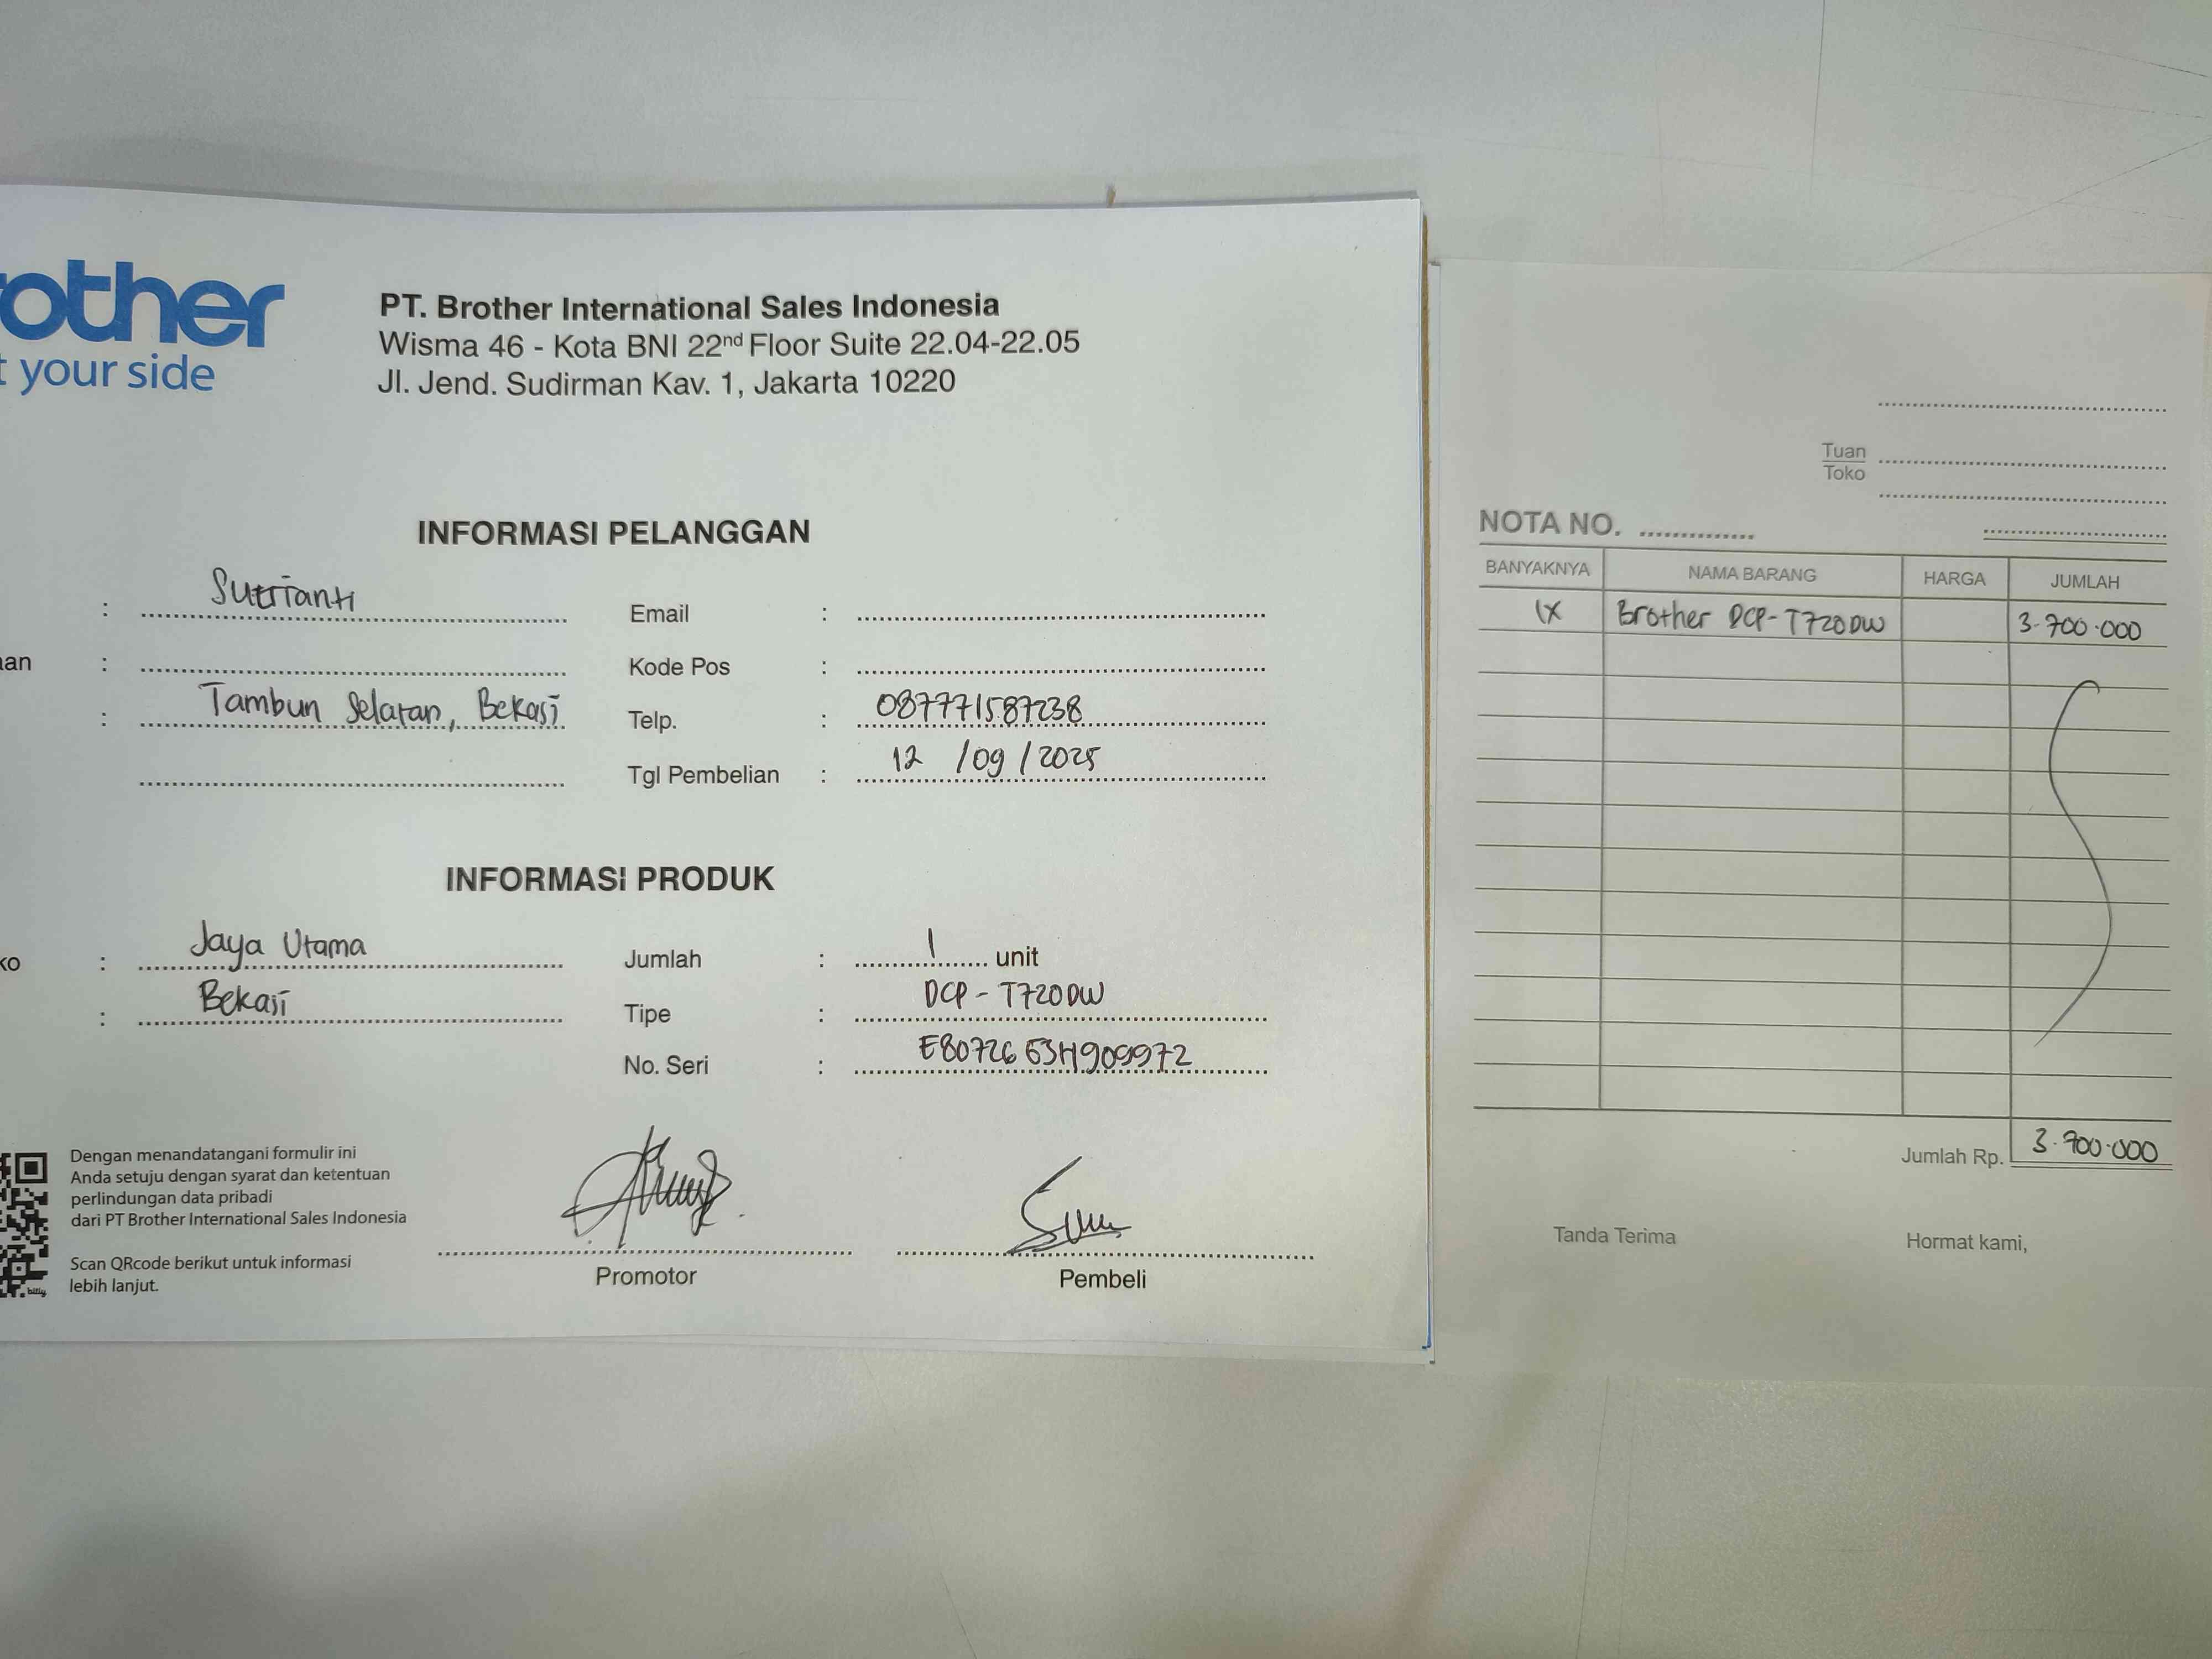 other
t your side
PT. Brother International Sales Indonesia
Wisma 46 - Kota BNI 22nd Floor Suite 22.04-22.05
Jl. Jend. Sudirman Kav. 1, Jakarta 10220
INFORMASI PELANGGAN
: Sutrianti Email :
aan : Kode Pos :
: Tambun Selatan, Bekasi Telp. : 087771587238
Tgl Pembelian : 12 /09/2025
INFORMASI PRODUK
ko : Jaya Utama Jumlah : 1 unit
: Bekasi Tipe : DCP-T720DW
No. Seri : E80726E5H909972
Dengan menandatangani formulir ini
Anda setuju dengan syarat dan ketentuan
perlindungan data pribadi
dari PT Brother International Sales Indonesia
Scan QRcode berikut untuk informasi
lebih lanjut.
bitly
Promotor Pembeli
Tuan
Toko
NOTA NO.
BANYAKNYA NAMA BARANG HARGA JUMLAH
1X Brother DCP-T720DW 3.700.000
Jumlah Rp. 3.700.000
Tanda Terima Hormat kami,